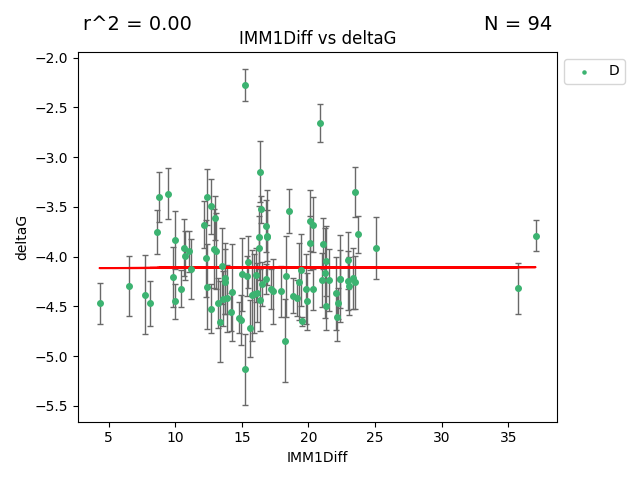 r^2 = 0.00
N = 94
IMM1Diff vs deltaG
D
−2.0
−2.5
−3.0
−3.5
−4.0
−4.5
−5.0
−5.5
deltaG
5 10 15 20 25 30 35
IMM1Diff